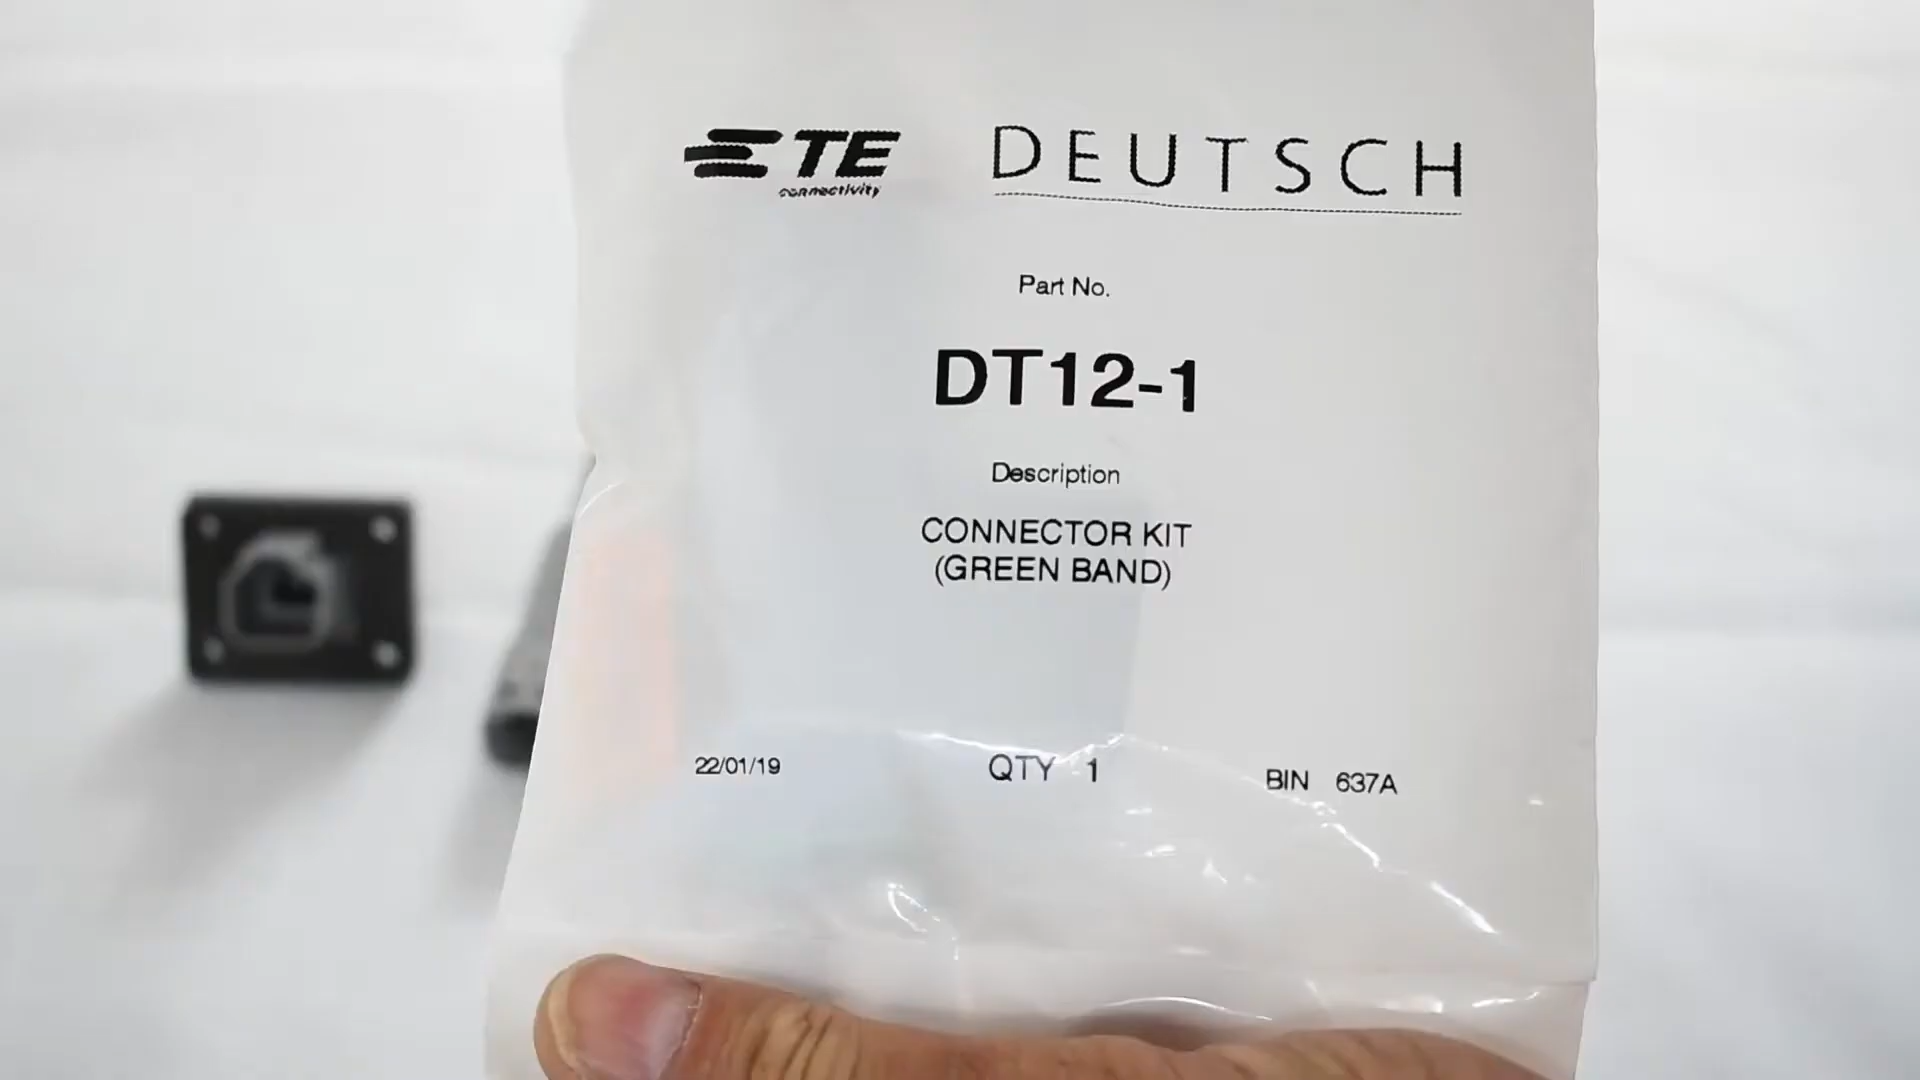 TE DEUTSCH
connectivity
Part No.
DT12-1
Description
CONNECTOR KIT
(GREEN BAND)
22/01/19 QTY 1 BIN 637A